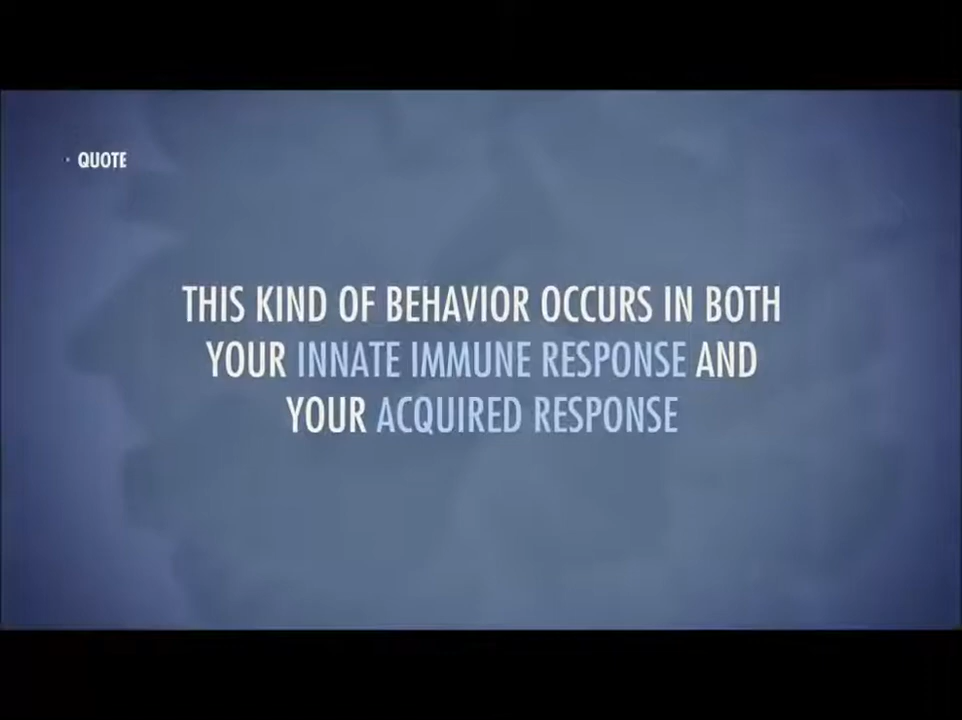 · QUOTE
THIS KIND OF BEHAVIOR OCCURS IN BOTH
YOUR INNATE IMMUNE RESPONSE AND
YOUR ACQUIRED RESPONSE